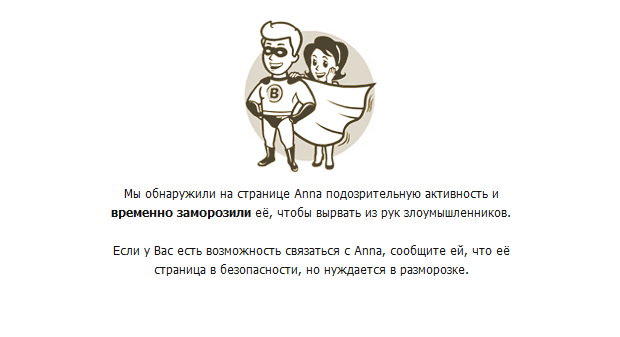 В
Мы обнаружили на странице Anna подозрительную активность и
временно заморозили её, чтобы вырвать из рук злоумышленников.
Если у Вас есть возможность связаться с Anna, сообщите ей, что её
страница в безопасности, но нуждается в разморозке.